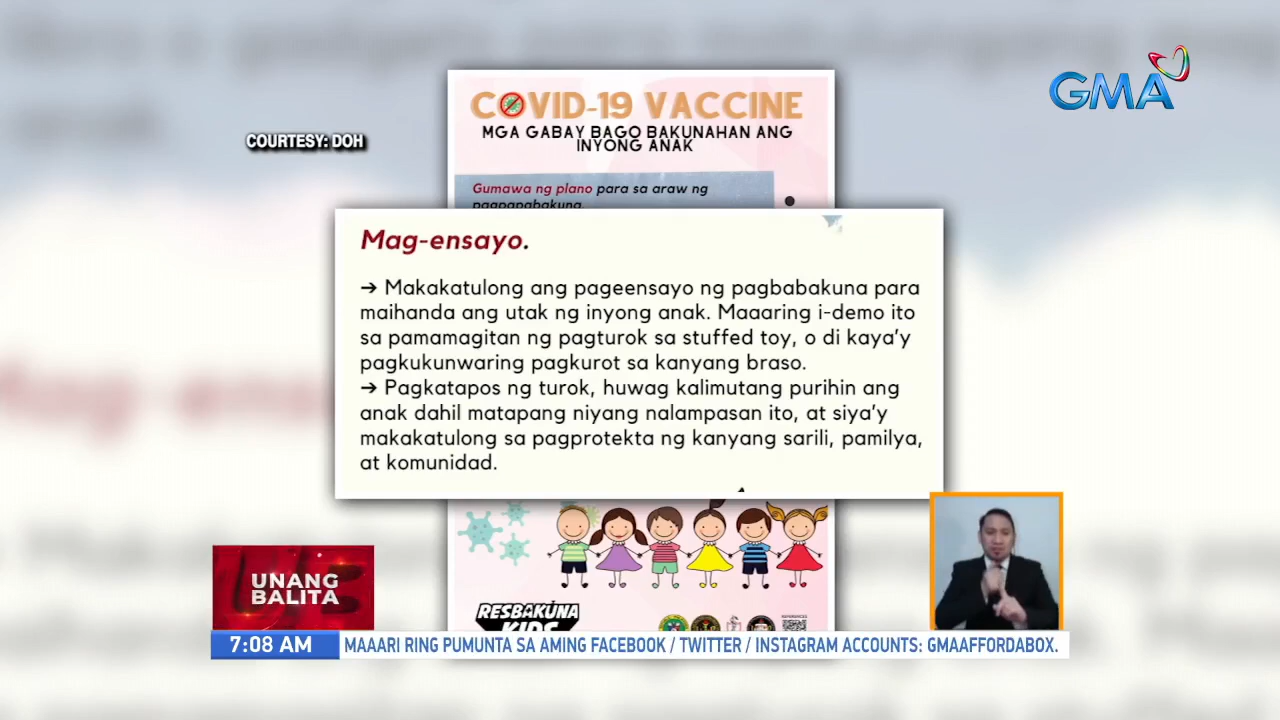 GMA
COURTESY: DOH
COVID-19 VACCINE
MGA GABAY BAGO BAKUNAHAN ANG
INYONG ANAK
Gumawa ng plano para sa araw ng
pagpapabakuna.
Mag-ensayo.
→ Makakatulong ang pageensayo ng pagbabakuna para
maihanda ang utak ng inyong anak. Maaaring i-demo ito
sa pamamagitan ng pagturok sa stuffed toy, o di kaya'y
pagkukunwaring pagkurot sa kanyang braso.
→ Pagkatapos ng turok, huwag kalimutang purihin ang
anak dahil matapang niyang nalampasan ito, at siya'y
makakatulong sa pagprotekta ng kanyang sarili, pamilya,
at komunidad.
RESBAKUNA
KIDS
UNANG
BALITA
7:08 AM
MAAARI RING PUMUNTA SA AMING FACEBOOK / TWITTER / INSTAGRAM ACCOUNTS: GMAAFFORDABOX.